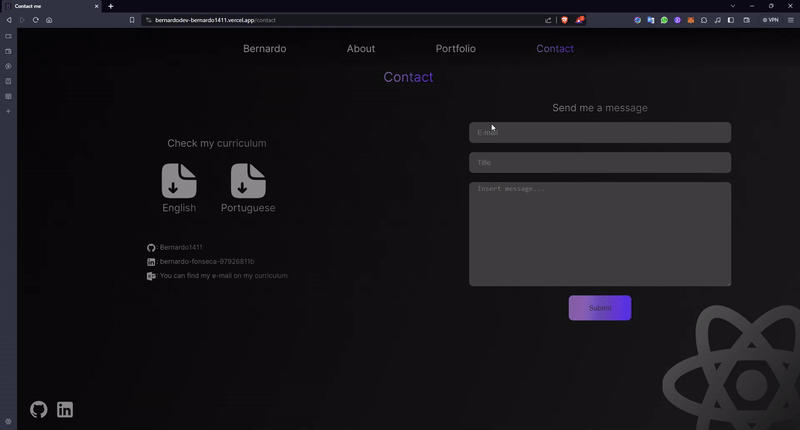 Contact me
bernardodev-bernardo1411.vercel.app/contact
VPN
Bernardo About Portfolio Contact
Contact
Send me a message
E-mail
Check my curriculum
Title
Insert message...
English Portuguese
: Bernardo1411
: bernardo-fonseca-97926811b
: You can find my e-mail on my curriculum
Submit